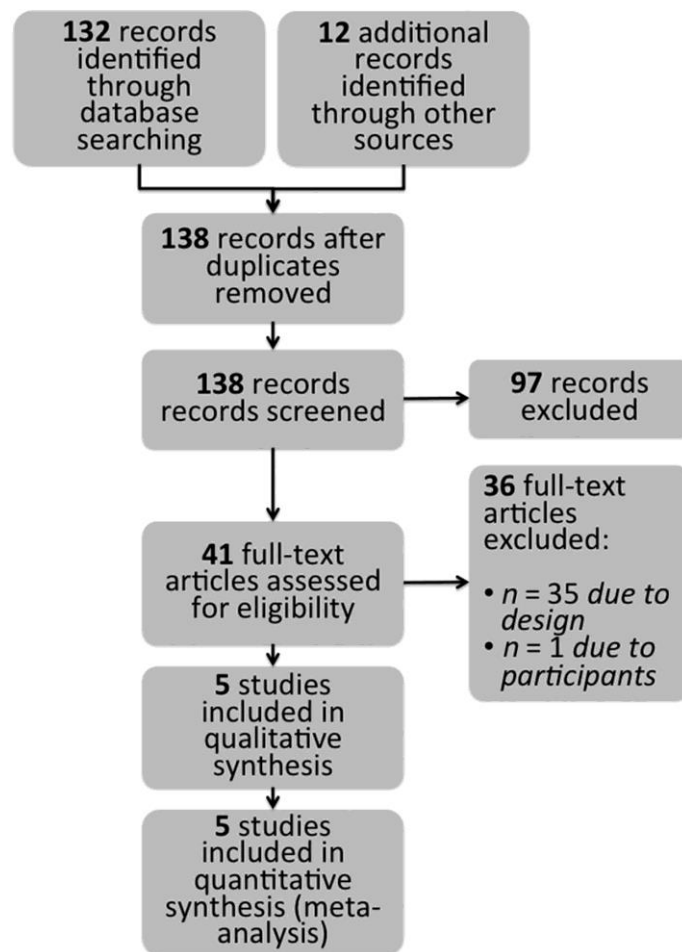 132 records
identified
through
database
searching
12 additional
records
identified
through other
sources
138 records after
duplicates
removed
138 records
records screened
97 records
excluded
41 full-text
articles assessed
for eligibility
36 full-text
articles
excluded:
• n = 35 due to
design
• n = 1 due to
participants
5 studies
included in
qualitative
synthesis
5 studies
included in
quantitative
synthesis (meta-
analysis)